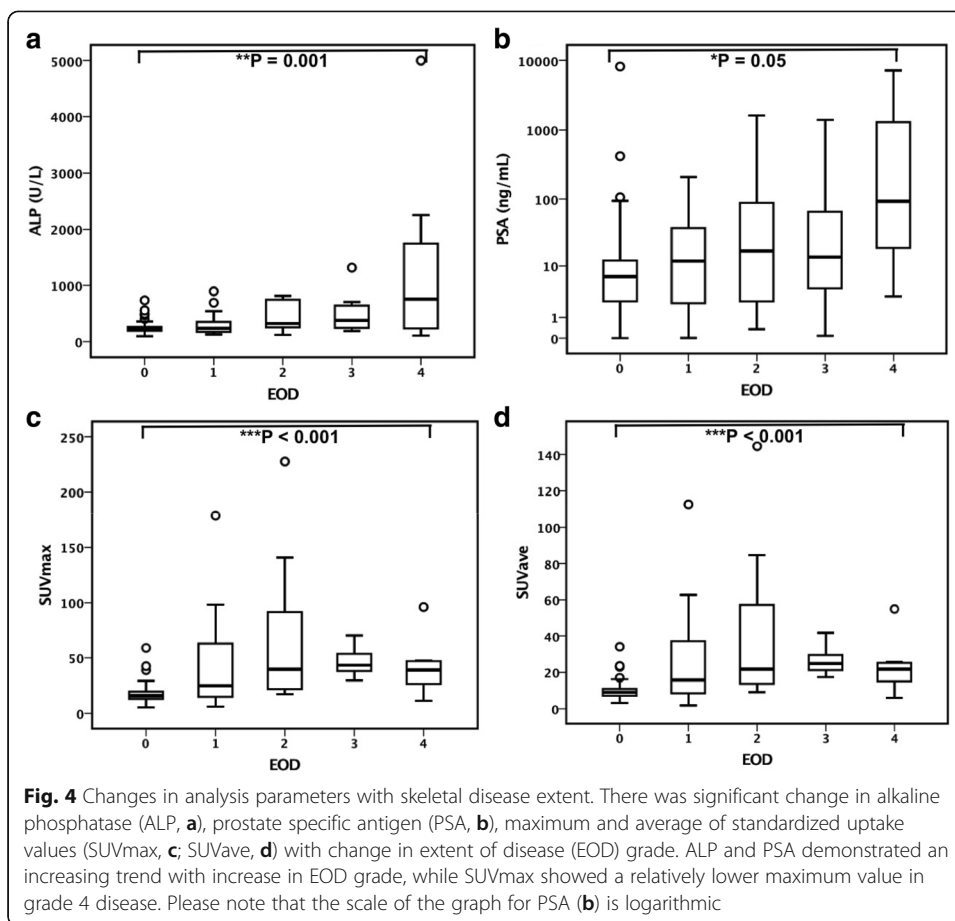 a
**P = 0.001
5000
4000
3000
2000
1000
0
ALP (U/L)
0 1 2 3 4
EOD
b
*P = 0.05
10000
1000
100
10
1
0
PSA (ng/mL)
0 1 2 3 4
EOD
c
***P < 0.001
250
200
150
100
50
0
SUVmax
0 1 2 3 4
EOD
d
***P < 0.001
140
120
100
80
60
40
20
0
SUVave
0 1 2 3 4
EOD
Fig. 4 Changes in analysis parameters with skeletal disease extent. There was significant change in alkaline
phosphatase (ALP, a), prostate specific antigen (PSA, b), maximum and average of standardized uptake
values (SUVmax, c; SUVave, d) with change in extent of disease (EOD) grade. ALP and PSA demonstrated an
increasing trend with increase in EOD grade, while SUVmax showed a relatively lower maximum value in
grade 4 disease. Please note that the scale of the graph for PSA (b) is logarithmic